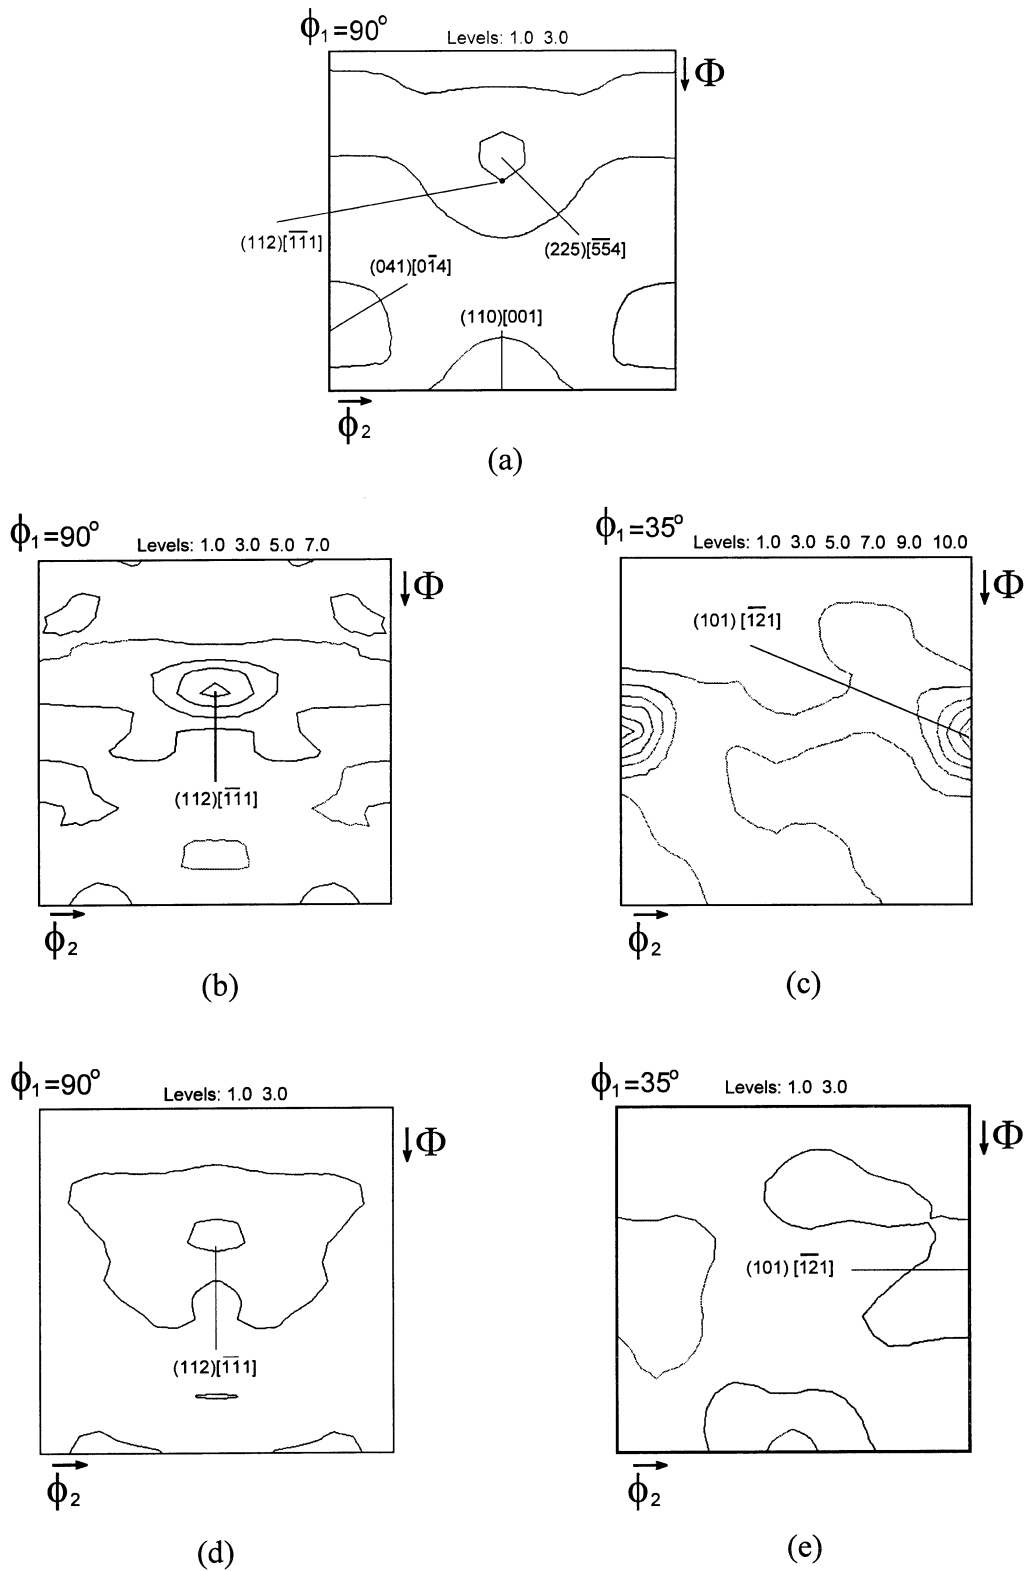 ϕ₁=90° Levels: 1.0 3.0
Φ
(112)[1̅1̅1]
(225)[5̅5̅4]
(041)[01̅4]
(110)[001]
ϕ₂
(a)
ϕ₁=90° Levels: 1.0 3.0 5.0 7.0
Φ
(112)[1̅1̅1]
ϕ₂
(b)
ϕ₁=35° Levels: 1.0 3.0 5.0 7.0 9.0 10.0
Φ
(101) [1̅2̅1]
ϕ₂
(c)
ϕ₁=90° Levels: 1.0 3.0
Φ
(112)[1̅1̅1]
ϕ₂
(d)
ϕ₁=35° Levels: 1.0 3.0
Φ
(101) [1̅2̅1]
ϕ₂
(e)